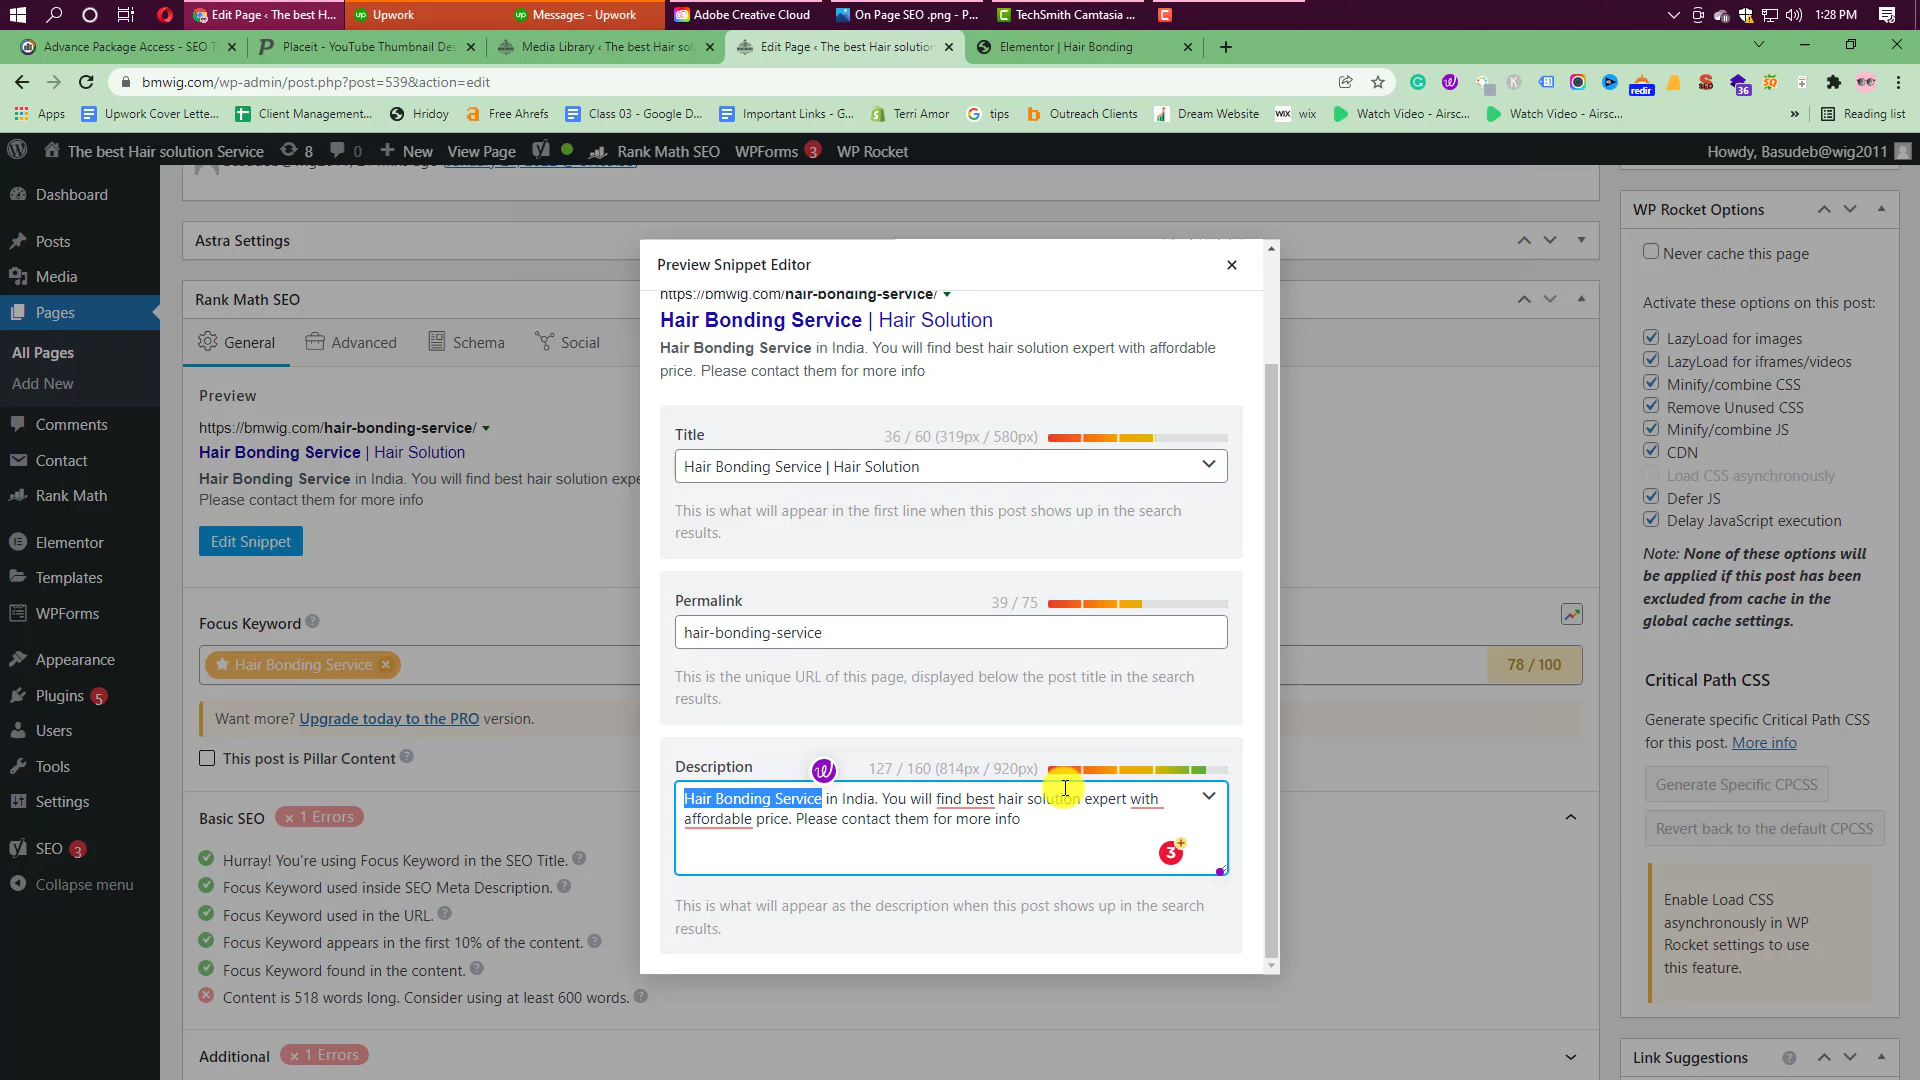 Edit Page ‹ The best H...
Upwork
Messages - Upwork
Adobe Creative Cloud
On Page SEO .png - P...
TechSmith Camtasia ...
1:28 PM
Advance Package Access - SEO T
Placeit - YouTube Thumbnail Des
Media Library ‹ The best Hair sol
Edit Page ‹ The best Hair solution
Elementor | Hair Bonding
bmwig.com/wp-admin/post.php?post=539&action=edit
redir
36
Apps
Upwork Cover Lette...
Client Management...
Hridoy
Free Ahrefs
Class 03 - Google D...
Important Links - G...
Terri Amor
tips
Outreach Clients
Dream Website
WIX wix
Watch Video - Airsc...
Watch Video - Airsc...
Reading list
The best Hair solution Service
8
0
New
View Page
Rank Math SEO
WPForms 3
WP Rocket
Howdy, Basudeb@wig2011
Dashboard
Posts
Media
Pages
All Pages
Add New
Comments
Contact
Rank Math
Elementor
Templates
WPForms
Appearance
Plugins 5
Users
Tools
Settings
SEO 3
Collapse menu
Astra Settings
Rank Math SEO
General
Advanced
Schema
Social
Preview
https://bmwig.com/hair-bonding-service/
Hair Bonding Service | Hair Solution
Hair Bonding Service in India. You will find best hair solution expe
Please contact them for more info
Edit Snippet
Focus Keyword
Hair Bonding Service
78 / 100
Want more? Upgrade today to the PRO version.
This post is Pillar Content
Basic SEO × 1 Errors
Hurray! You're using Focus Keyword in the SEO Title.
Focus Keyword used inside SEO Meta Description.
Focus Keyword used in the URL.
Focus Keyword appears in the first 10% of the content.
Focus Keyword found in the content.
Content is 518 words long. Consider using at least 600 words.
Additional × 1 Errors
Preview Snippet Editor
https://bmwig.com/hair-bonding-service/
Hair Bonding Service | Hair Solution
Hair Bonding Service in India. You will find best hair solution expert with affordable
price. Please contact them for more info
Title
36 / 60 (319px / 580px)
Hair Bonding Service | Hair Solution
This is what will appear in the first line when this post shows up in the search
results.
Permalink
39 / 75
hair-bonding-service
This is the unique URL of this page, displayed below the post title in the search
results.
Description
127 / 160 (814px / 920px)
Hair Bonding Service in India. You will find best hair solution expert with
affordable price. Please contact them for more info
3
This is what will appear as the description when this post shows up in the search
results.
WP Rocket Options
Never cache this page
Activate these options on this post:
LazyLoad for images
LazyLoad for iframes/videos
Minify/combine CSS
Remove Unused CSS
Minify/combine JS
CDN
Load CSS asynchronously
Defer JS
Delay JavaScript execution
Note: None of these options will
be applied if this post has been
excluded from cache in the
global cache settings.
Critical Path CSS
Generate specific Critical Path CSS
for this post. More info
Generate Specific CPCSS
Revert back to the default CPCSS
Enable Load CSS
asynchronously in WP
Rocket settings to use
this feature.
Link Suggestions